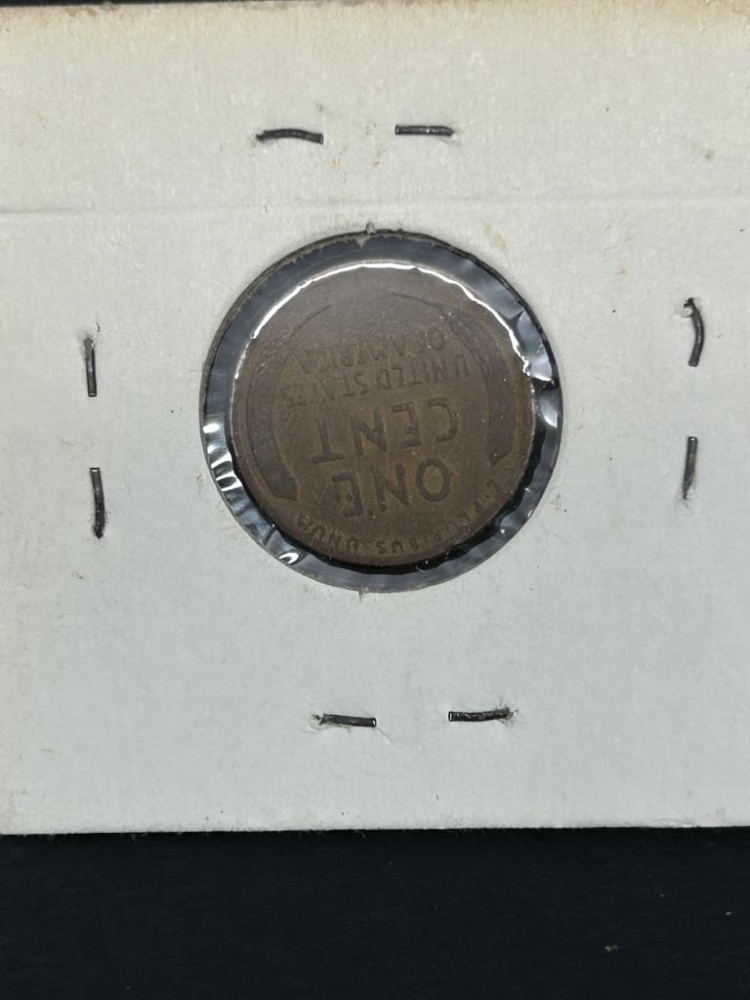 E·PLURIBUS·UNUM
ONE
CENT
UNITED STATES
OF AMERICA